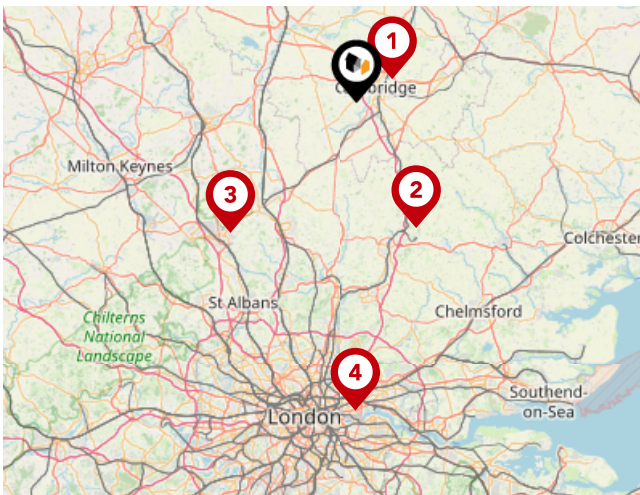 1
Cambridge
Milton Keynes
3
2
Colchester
St Albans
Chelmsford
Chilterns
National
Landscape
4
Southend-
on-Sea
London